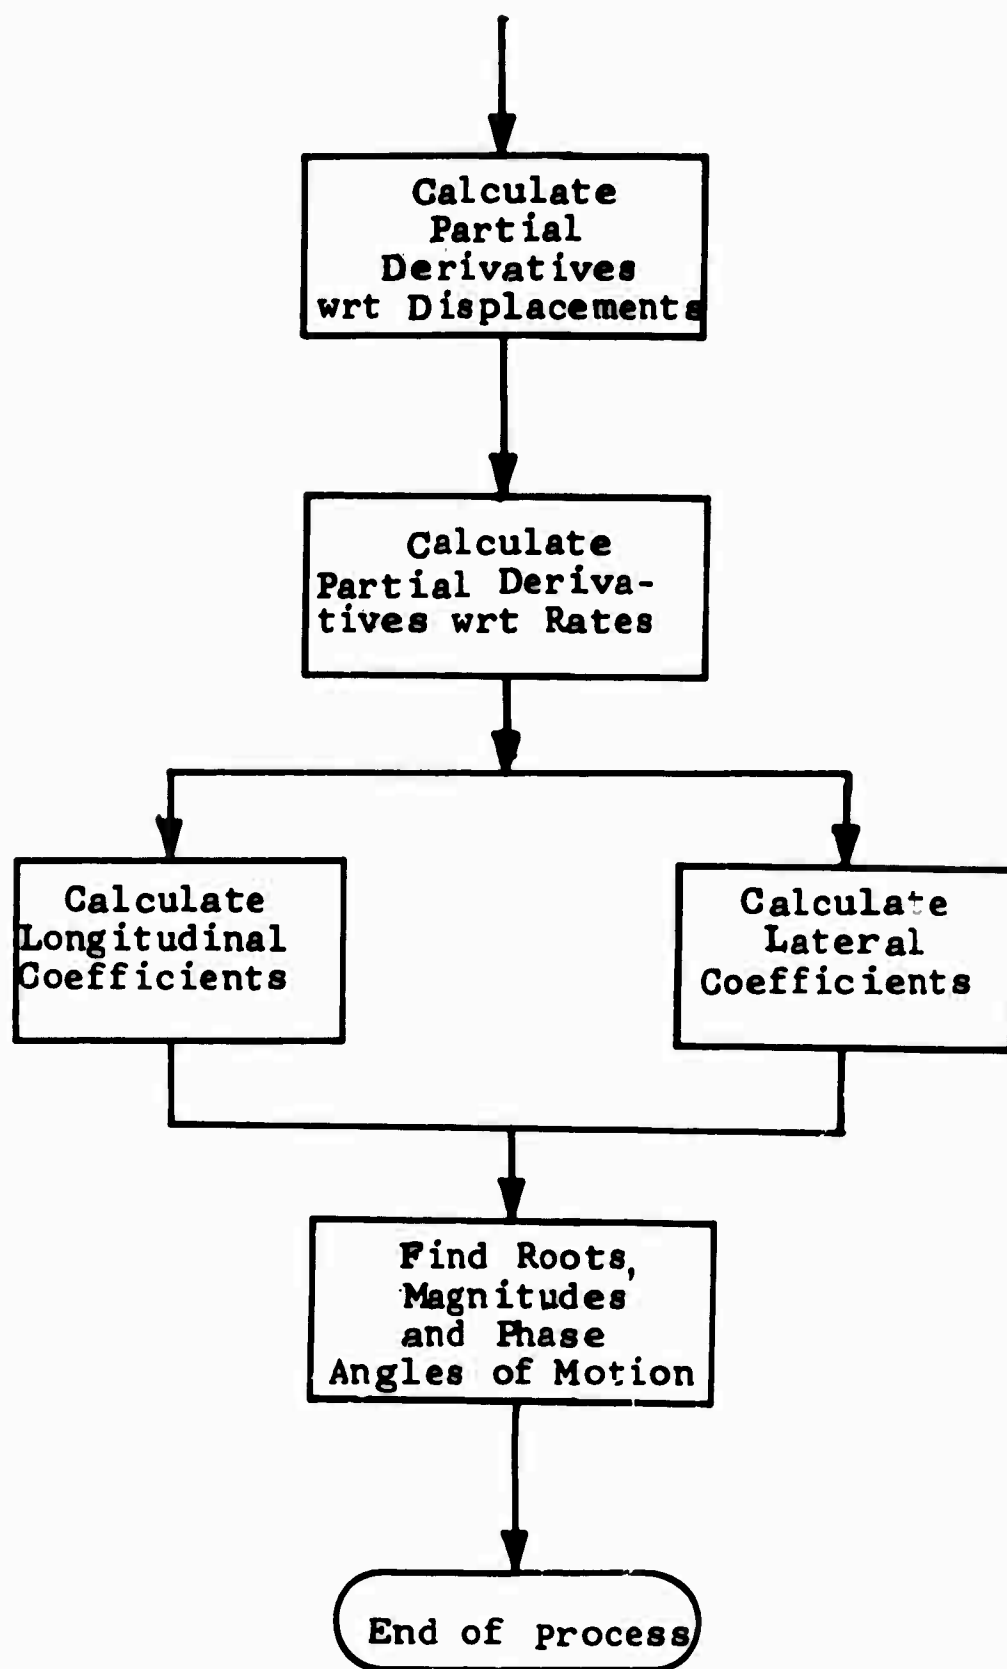 Calculate
Partial
Derivatives
wrt Displacements
Calculate
Partial Deriva-
tives wrt Rates
Calculate
Longitudinal
Coefficients
Calculate
Lateral
Coefficients
Find Roots,
Magnitudes
and Phase
Angles of Motion
End of process